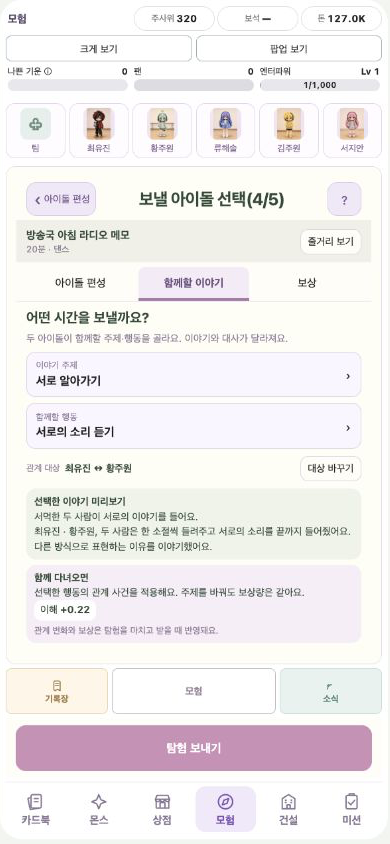 모험
주사위 320
보석 —
돈 127.0K
크게 보기
팝업 보기
나쁜 기운 ⓘ 0
팬 0
엔터파워 Lv 1
1/1,000
팀
최유진
황주원
류해솔
김주원
서지안
‹ 아이돌 편성
보낼 아이돌 선택(4/5)
?
방송국 아침 라디오 메모
20분 · 댄스
줄거리 보기
아이돌 편성
함께할 이야기
보상
어떤 시간을 보낼까요?
두 아이돌이 함께할 주제·행동을 골라요. 이야기와 대사가 달라져요.
이야기 주제
서로 알아가기
›
함께할 행동
서로의 소리 듣기
›
관계 대상 최유진 ↔ 황주원
대상 바꾸기
선택한 이야기 미리보기
서먹한 두 사람이 서로의 이야기를 들어요.
최유진 · 황주원, 두 사람은 한 소절씩 들려주고 서로의 소리를 끝까지 들어줬어요.
다른 방식으로 표현하는 이유를 이야기했어요.
함께 다녀오면
선택한 행동의 관계 사건을 적용해요. 주제를 바꿔도 보상량은 같아요.
이해 +0.22
관계 변화와 보상은 탐험을 마치고 받을 때 반영돼요.
기록장
모험
소식
탐험 보내기
카드북
온스
상점
모험
건설
미션